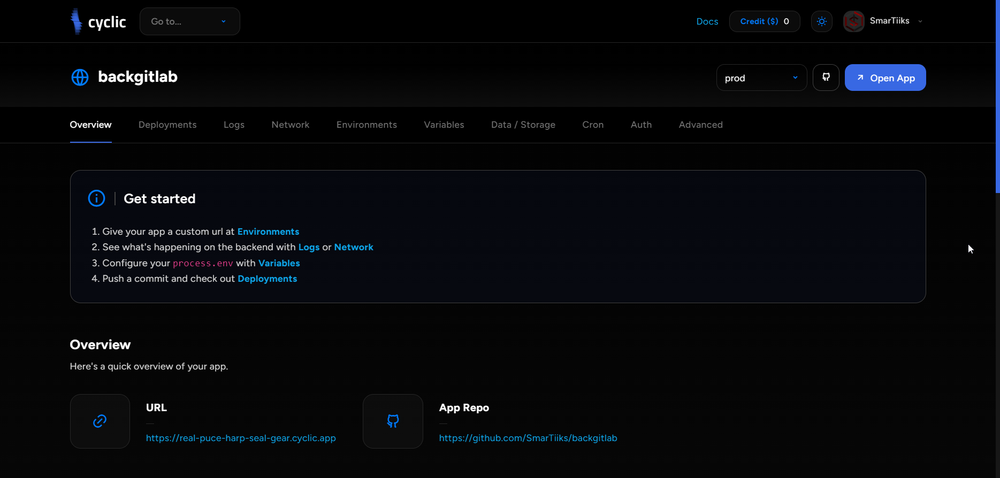 cyclic
Go to...
Docs
Credit ($) 0
SmarTiiks
backgitlab
prod
Open App
Overview
Deployments
Logs
Network
Environments
Variables
Data / Storage
Cron
Auth
Advanced
Get started
1. Give your app a custom url at Environments
2. See what's happening on the backend with Logs or Network
3. Configure your process.env with Variables
4. Push a commit and check out Deployments
Overview
Here's a quick overview of your app.
URL
https://real-puce-harp-seal-gear.cyclic.app
App Repo
https://github.com/SmarTiiks/backgitlab